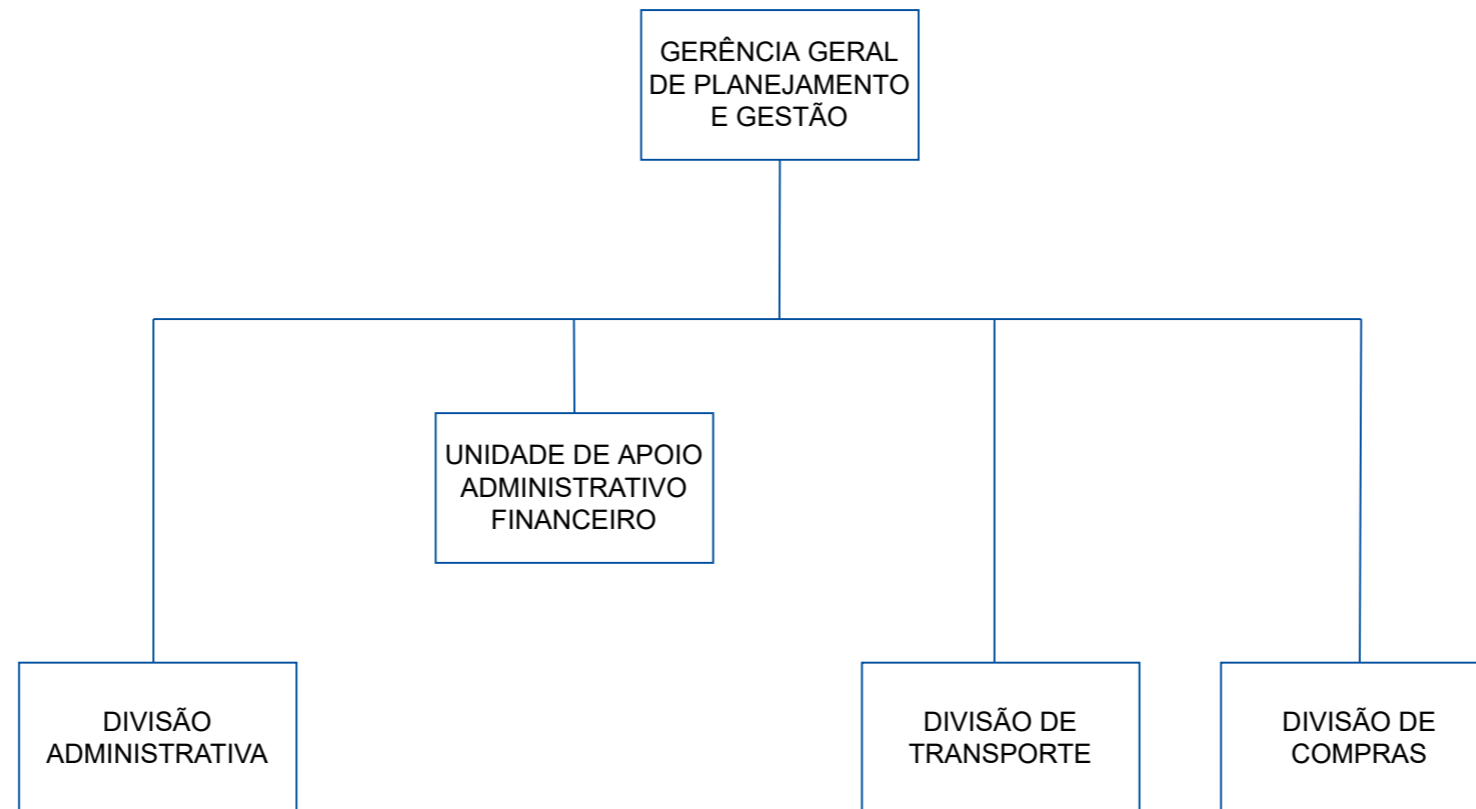 GERÊNCIA GERAL
DE PLANEJAMENTO
E GESTÃO
UNIDADE DE APOIO
ADMINISTRATIVO
FINANCEIRO
DIVISÃO
ADMINISTRATIVA
DIVISÃO DE
TRANSPORTE
DIVISÃO DE
COMPRAS